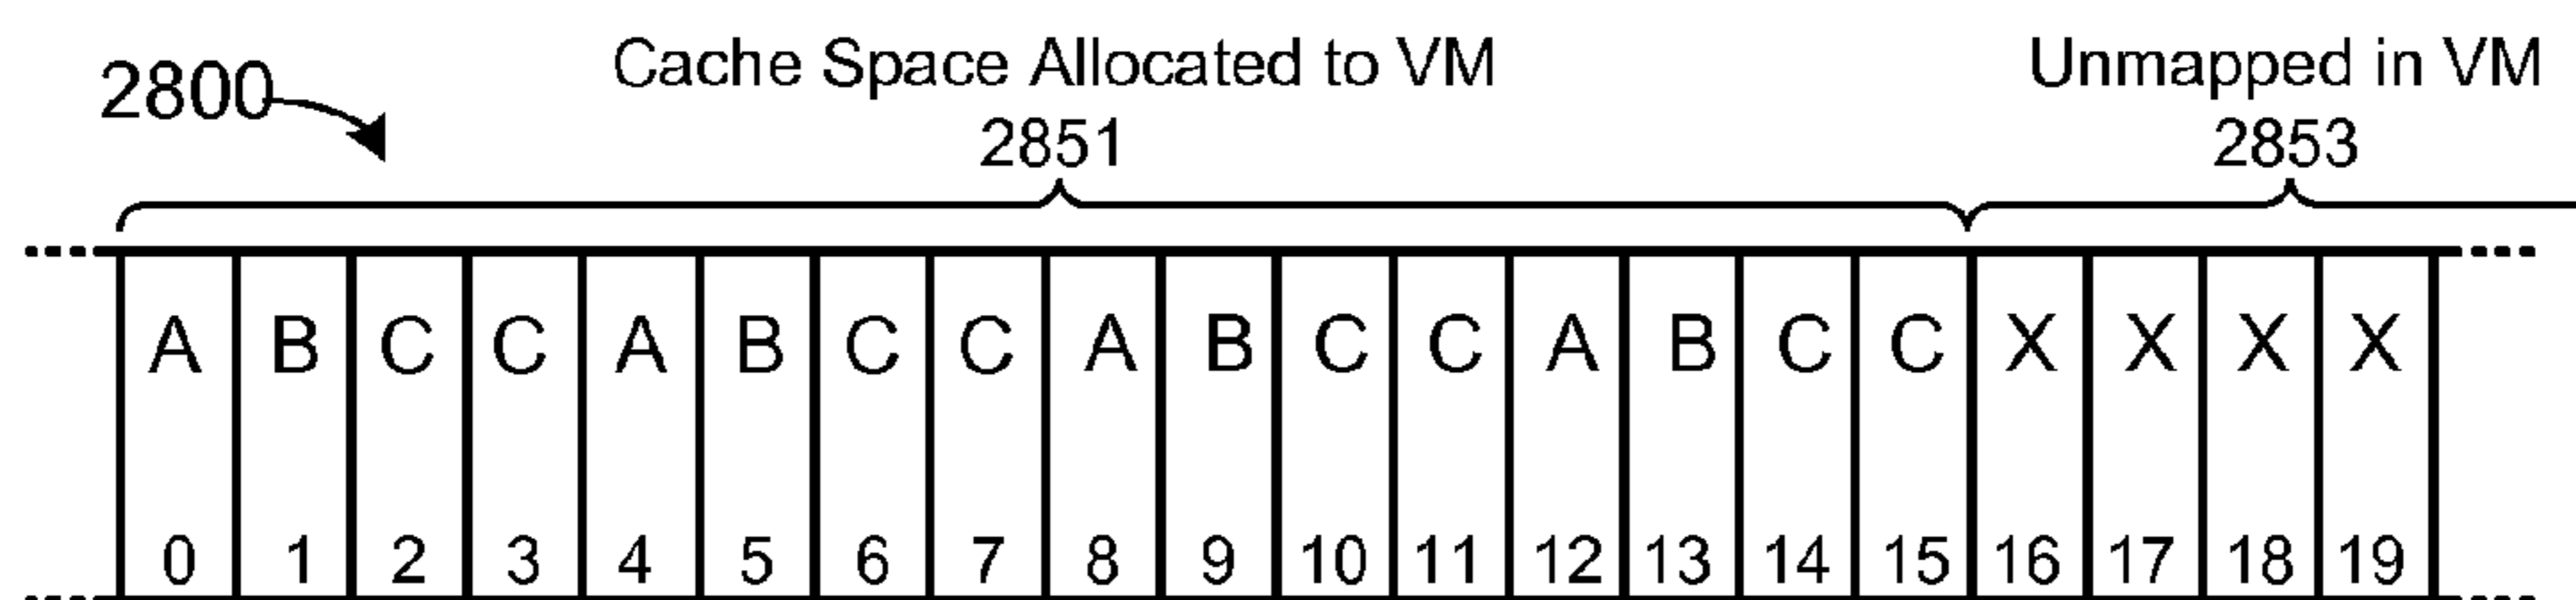 Cache Space Allocated to VM Unmapped in VM
2800 2851 2853
A B C C A B C C A B C C A B C C X X X X
0 1 2 3 4 5 6 7 8 9 10 11 12 13 14 15 16 17 18 19